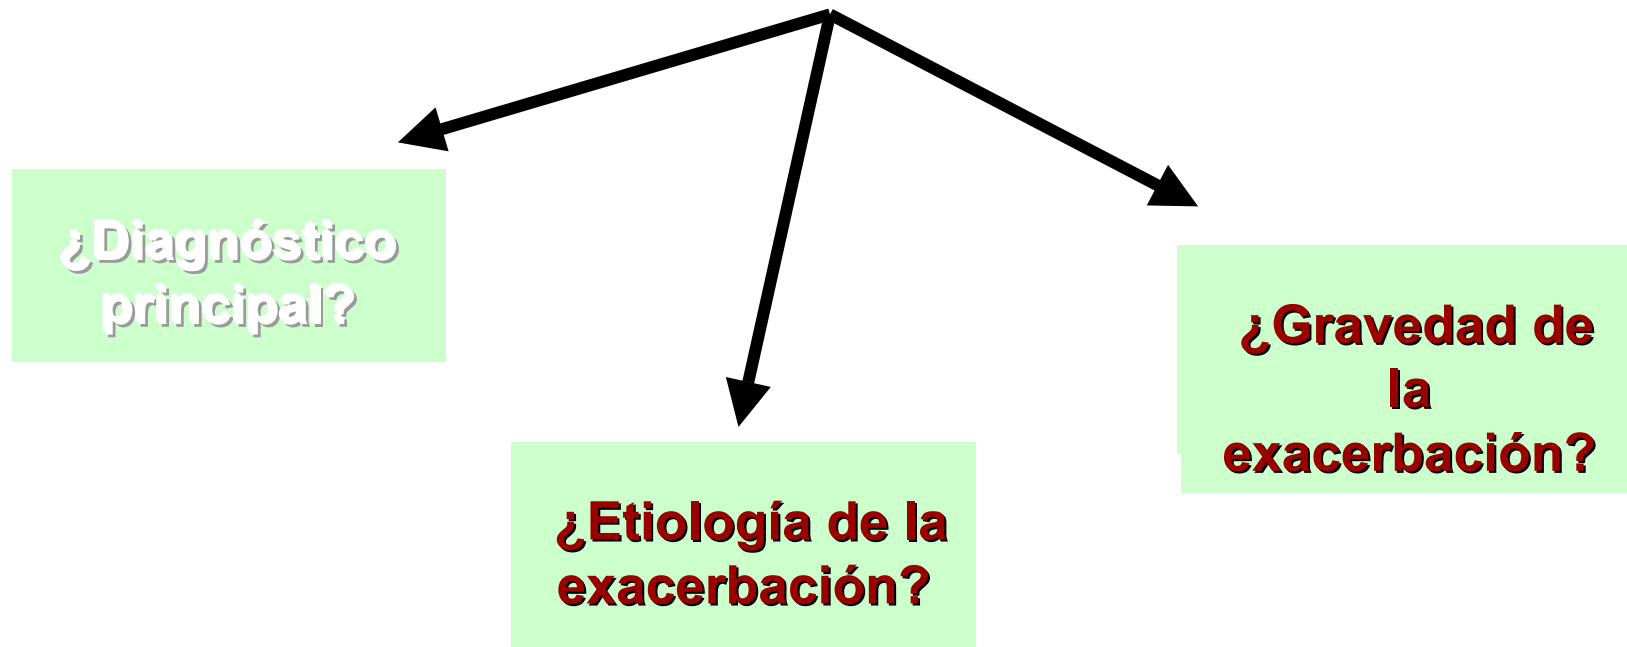 ¿Diagnóstico
principal?
¿Etiología de la
exacerbación?
¿Gravedad de
la
exacerbación?